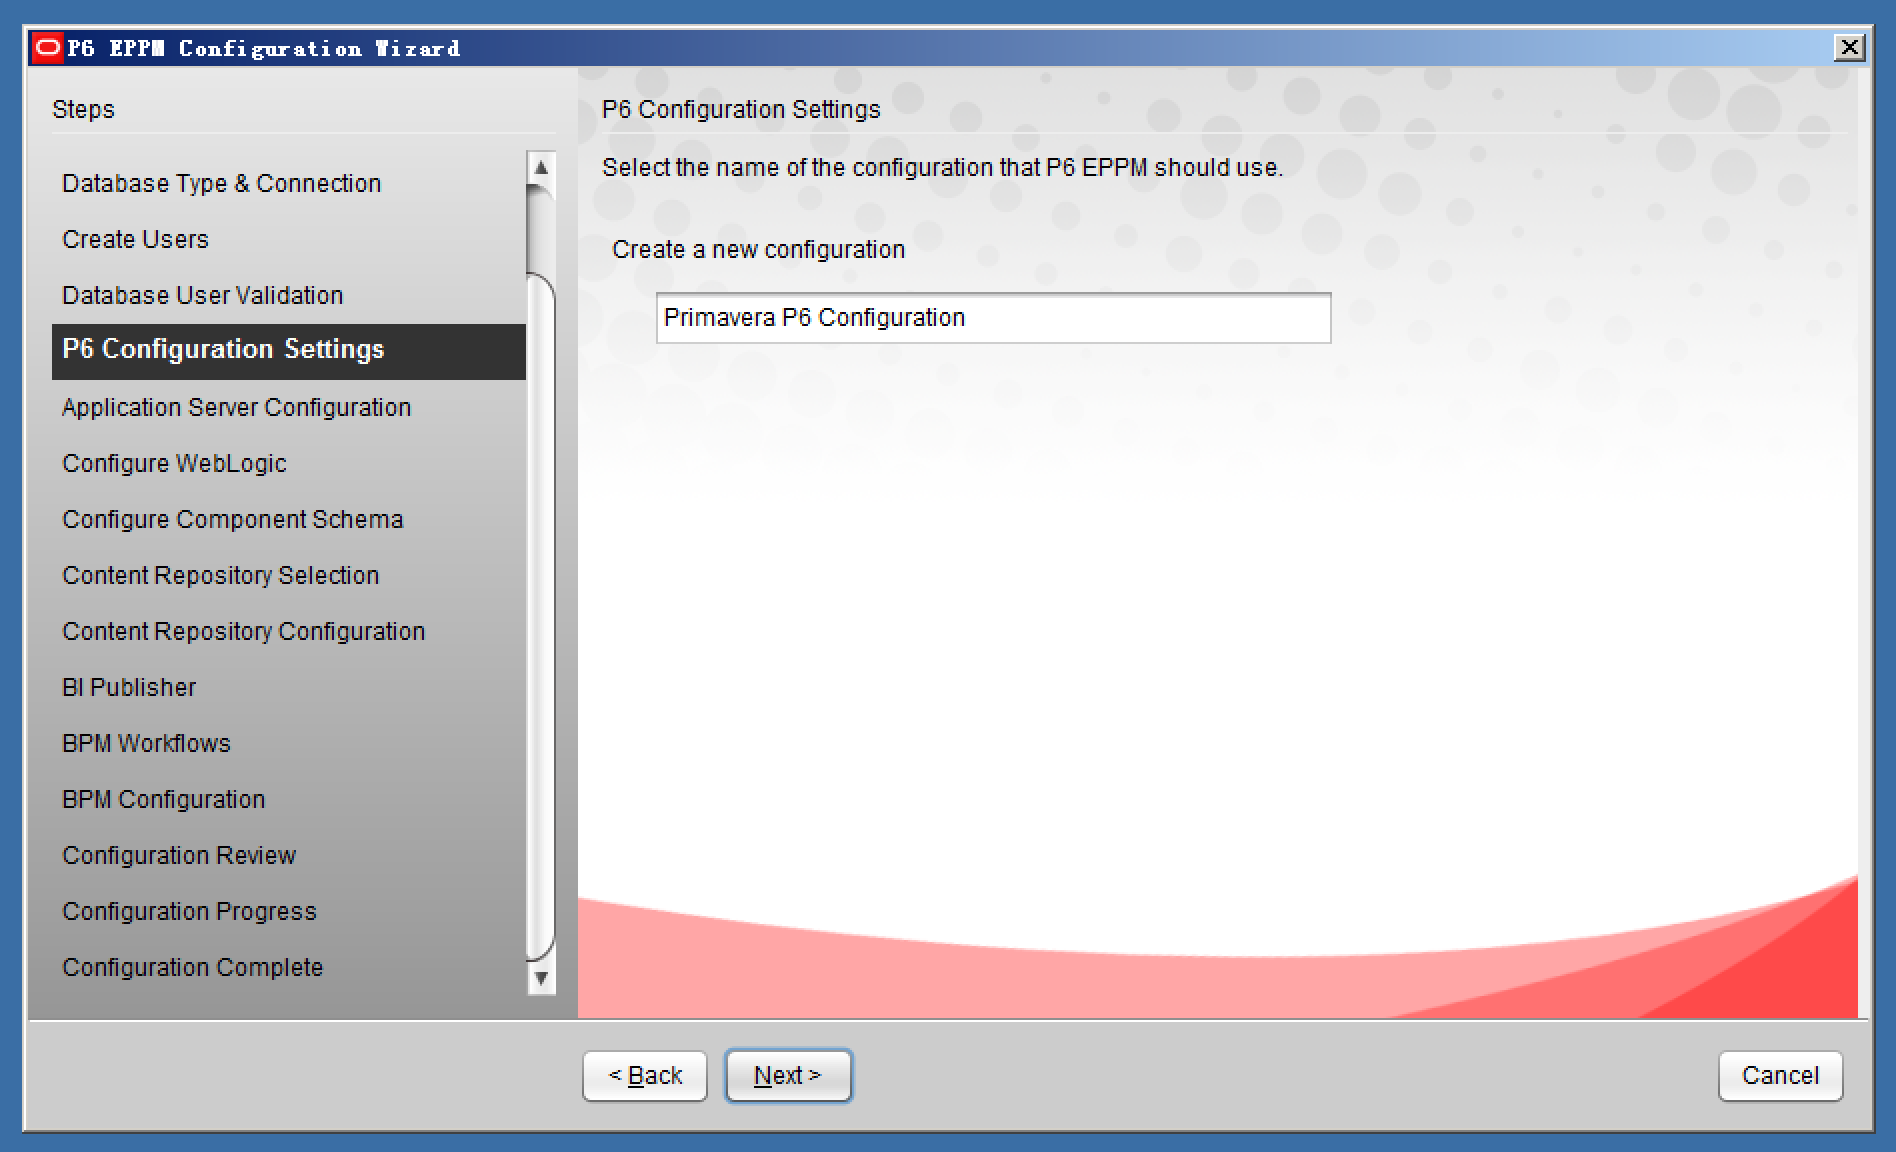 P6 EPPM Configuration Wizard
Steps
Database Type & Connection
Create Users
Database User Validation
P6 Configuration Settings
Application Server Configuration
Configure WebLogic
Configure Component Schema
Content Repository Selection
Content Repository Configuration
BI Publisher
BPM Workflows
BPM Configuration
Configuration Review
Configuration Progress
Configuration Complete
P6 Configuration Settings
Select the name of the configuration that P6 EPPM should use.
Create a new configuration
Primavera P6 Configuration
< Back
Next >
Cancel